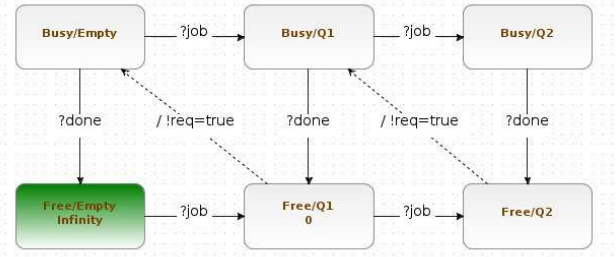 Busy/Empty
?job
Busy/Q1
?job
Busy/Q2
?done
/ !req=true
?done
/ !req=true
?done
Free/Empty
Infinity
?job
Free/Q1
0
?job
Free/Q2